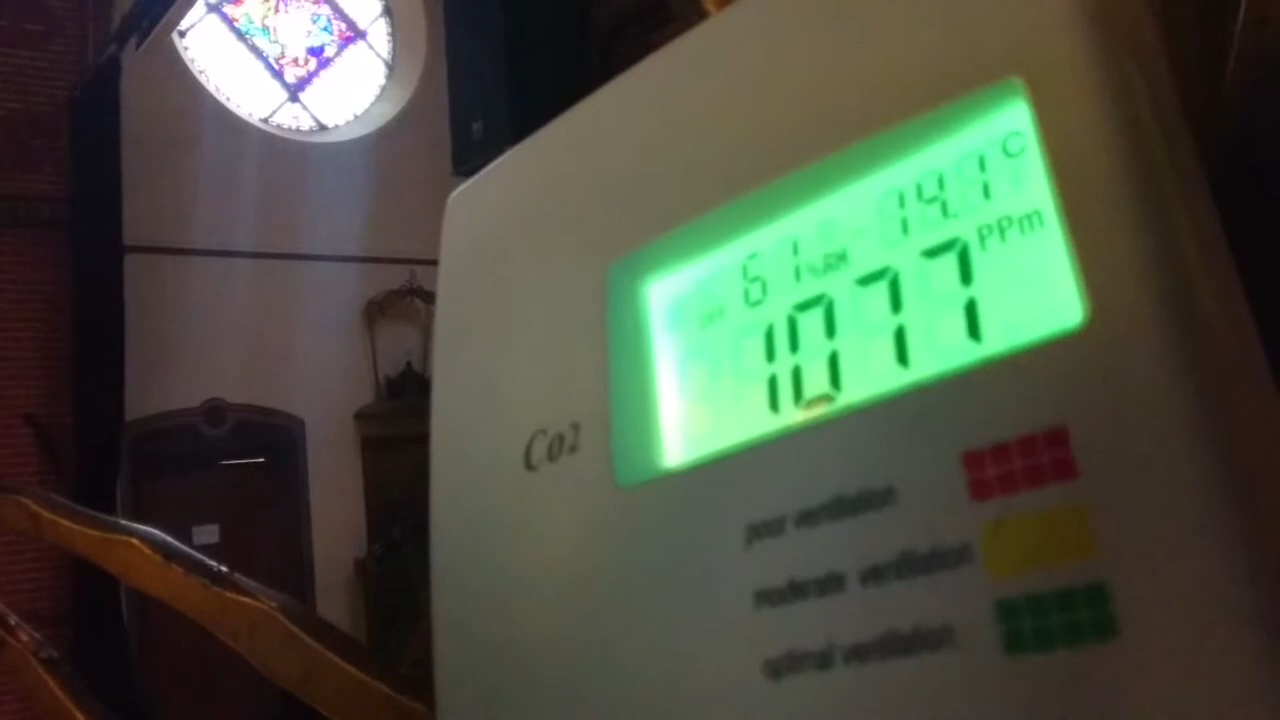 61%RH 14.1 C
1077 PPm
Co2
poor ventilation
moderate ventilation
optimal ventilation